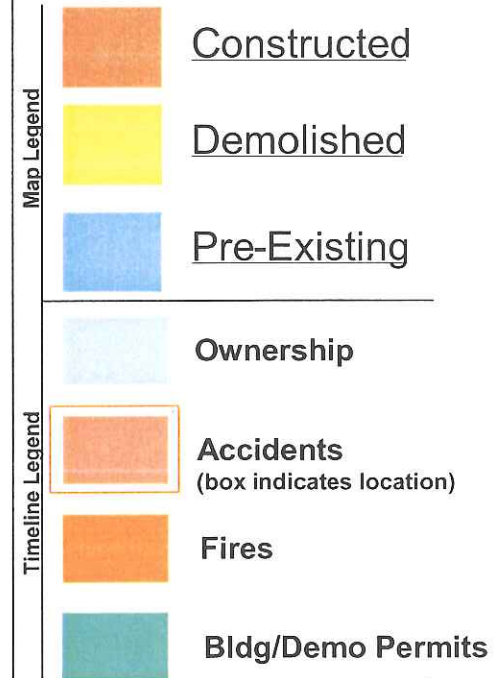 Map Legend
Constructed
Demolished
Pre-Existing
Timeline Legend
Ownership
Accidents
(box indicates location)
Fires
Bldg/Demo Permits